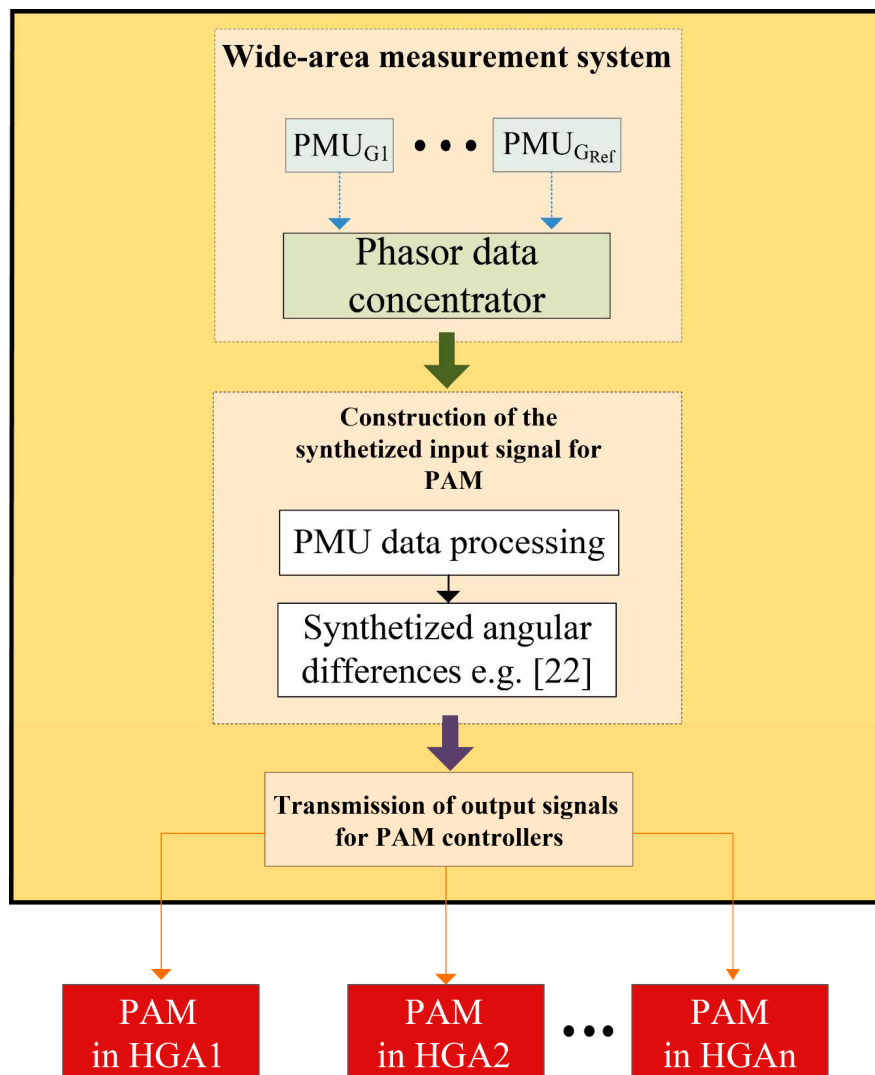 Wide-area measurement system
PMU_G1 ••• PMU_GRef
Phasor data
concentrator
Construction of the
synthetized input signal for
PAM
PMU data processing
Synthetized angular
differences e.g. [22]
Transmission of output signals
for PAM controllers
PAM
in HGA1
PAM
in HGA2
•••
PAM
in HGAn